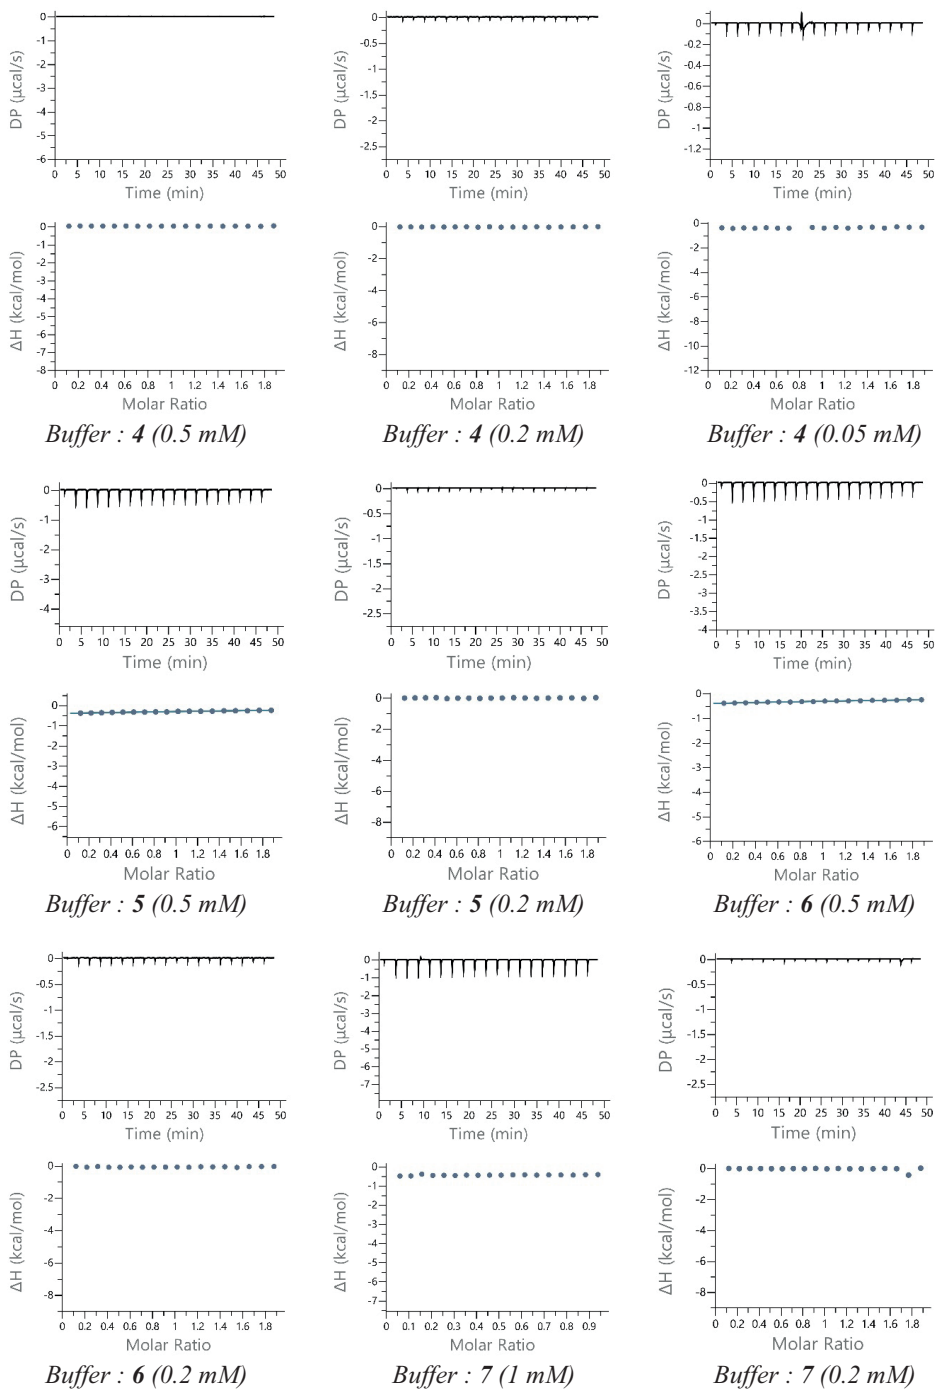 DP (µcal/s)
0
-1
-2
-3
-4
-5
-6
0 5 10 15 20 25 30 35 40 45 50
Time (min)
ΔH (kcal/mol)
0
-1
-2
-3
-4
-5
-6
-7
-8
0 0.2 0.4 0.6 0.8 1 1.2 1.4 1.6 1.8
Molar Ratio
Buffer : 4 (0.5 mM)
DP (µcal/s)
0
-0.5
-1
-1.5
-2
-2.5
0 5 10 15 20 25 30 35 40 45 50
Time (min)
ΔH (kcal/mol)
0
-2
-4
-6
-8
0 0.2 0.4 0.6 0.8 1 1.2 1.4 1.6 1.8
Molar Ratio
Buffer : 4 (0.2 mM)
DP (µcal/s)
0
-0.2
-0.4
-0.6
-0.8
-1
-1.2
0 5 10 15 20 25 30 35 40 45 50
Time (min)
ΔH (kcal/mol)
0
-2
-4
-6
-8
-10
-12
0 0.2 0.4 0.6 0.8 1 1.2 1.4 1.6 1.8
Molar Ratio
Buffer : 4 (0.05 mM)
DP (µcal/s)
0
-1
-2
-3
-4
0 5 10 15 20 25 30 35 40 45 50
Time (min)
ΔH (kcal/mol)
0
-1
-2
-3
-4
-5
-6
0 0.2 0.4 0.6 0.8 1 1.2 1.4 1.6 1.8
Molar Ratio
Buffer : 5 (0.5 mM)
DP (µcal/s)
0
-0.5
-1
-1.5
-2
-2.5
0 5 10 15 20 25 30 35 40 45 50
Time (min)
ΔH (kcal/mol)
0
-2
-4
-6
-8
0 0.2 0.4 0.6 0.8 1 1.2 1.4 1.6 1.8
Molar Ratio
Buffer : 5 (0.2 mM)
DP (µcal/s)
0
-0.5
-1
-1.5
-2
-2.5
-3
-3.5
-4
0 5 10 15 20 25 30 35 40 45 50
Time (min)
ΔH (kcal/mol)
0
-1
-2
-3
-4
-5
-6
0 0.2 0.4 0.6 0.8 1 1.2 1.4 1.6 1.8
Molar Ratio
Buffer : 6 (0.5 mM)
DP (µcal/s)
0
-0.5
-1
-1.5
-2
-2.5
0 5 10 15 20 25 30 35 40 45 50
Time (min)
ΔH (kcal/mol)
0
-2
-4
-6
-8
0 0.2 0.4 0.6 0.8 1 1.2 1.4 1.6 1.8
Molar Ratio
Buffer : 6 (0.2 mM)
DP (µcal/s)
0
-1
-2
-3
-4
-5
-6
-7
0 5 10 15 20 25 30 35 40 45 50
Time (min)
ΔH (kcal/mol)
0
-1
-2
-3
-4
-5
-6
-7
0 0.1 0.2 0.3 0.4 0.5 0.6 0.7 0.8 0.9
Molar Ratio
Buffer : 7 (1 mM)
DP (µcal/s)
0
-0.5
-1
-1.5
-2
-2.5
0 5 10 15 20 25 30 35 40 45 50
Time (min)
ΔH (kcal/mol)
0
-2
-4
-6
-8
0 0.2 0.4 0.6 0.8 1 1.2 1.4 1.6 1.8
Molar Ratio
Buffer : 7 (0.2 mM)